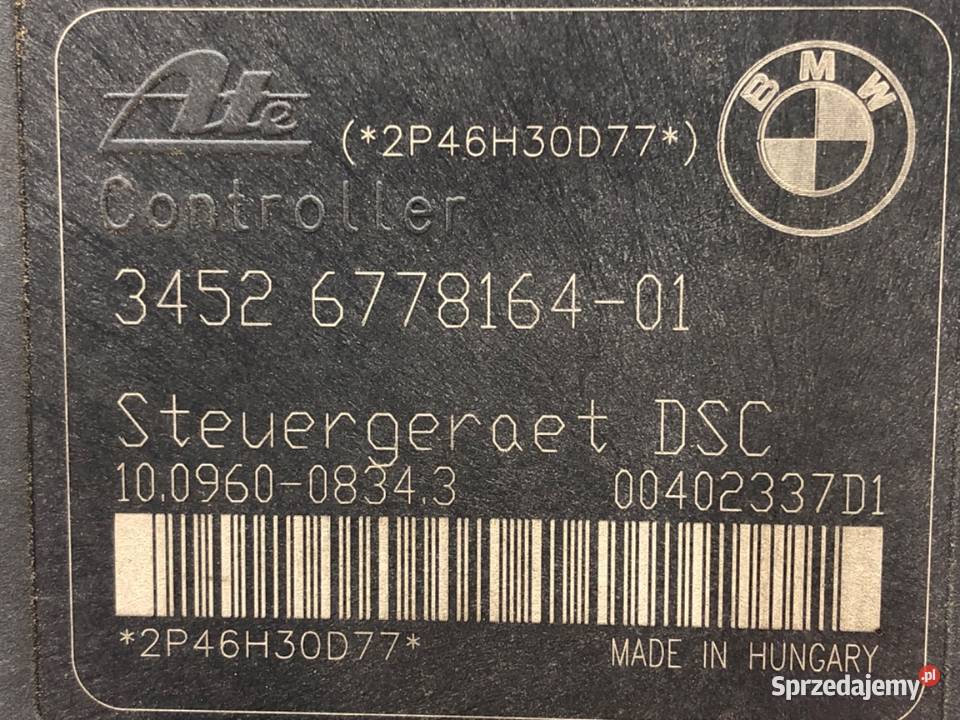 Ate (*2P46H30D77*) BMW
Controller
3452 6778164-01
Steuergeraet DSC
10.0960-0834.3 00402337D1
*2P46H30D77* MADE IN HUNGARY
Sprzedajemy.pl